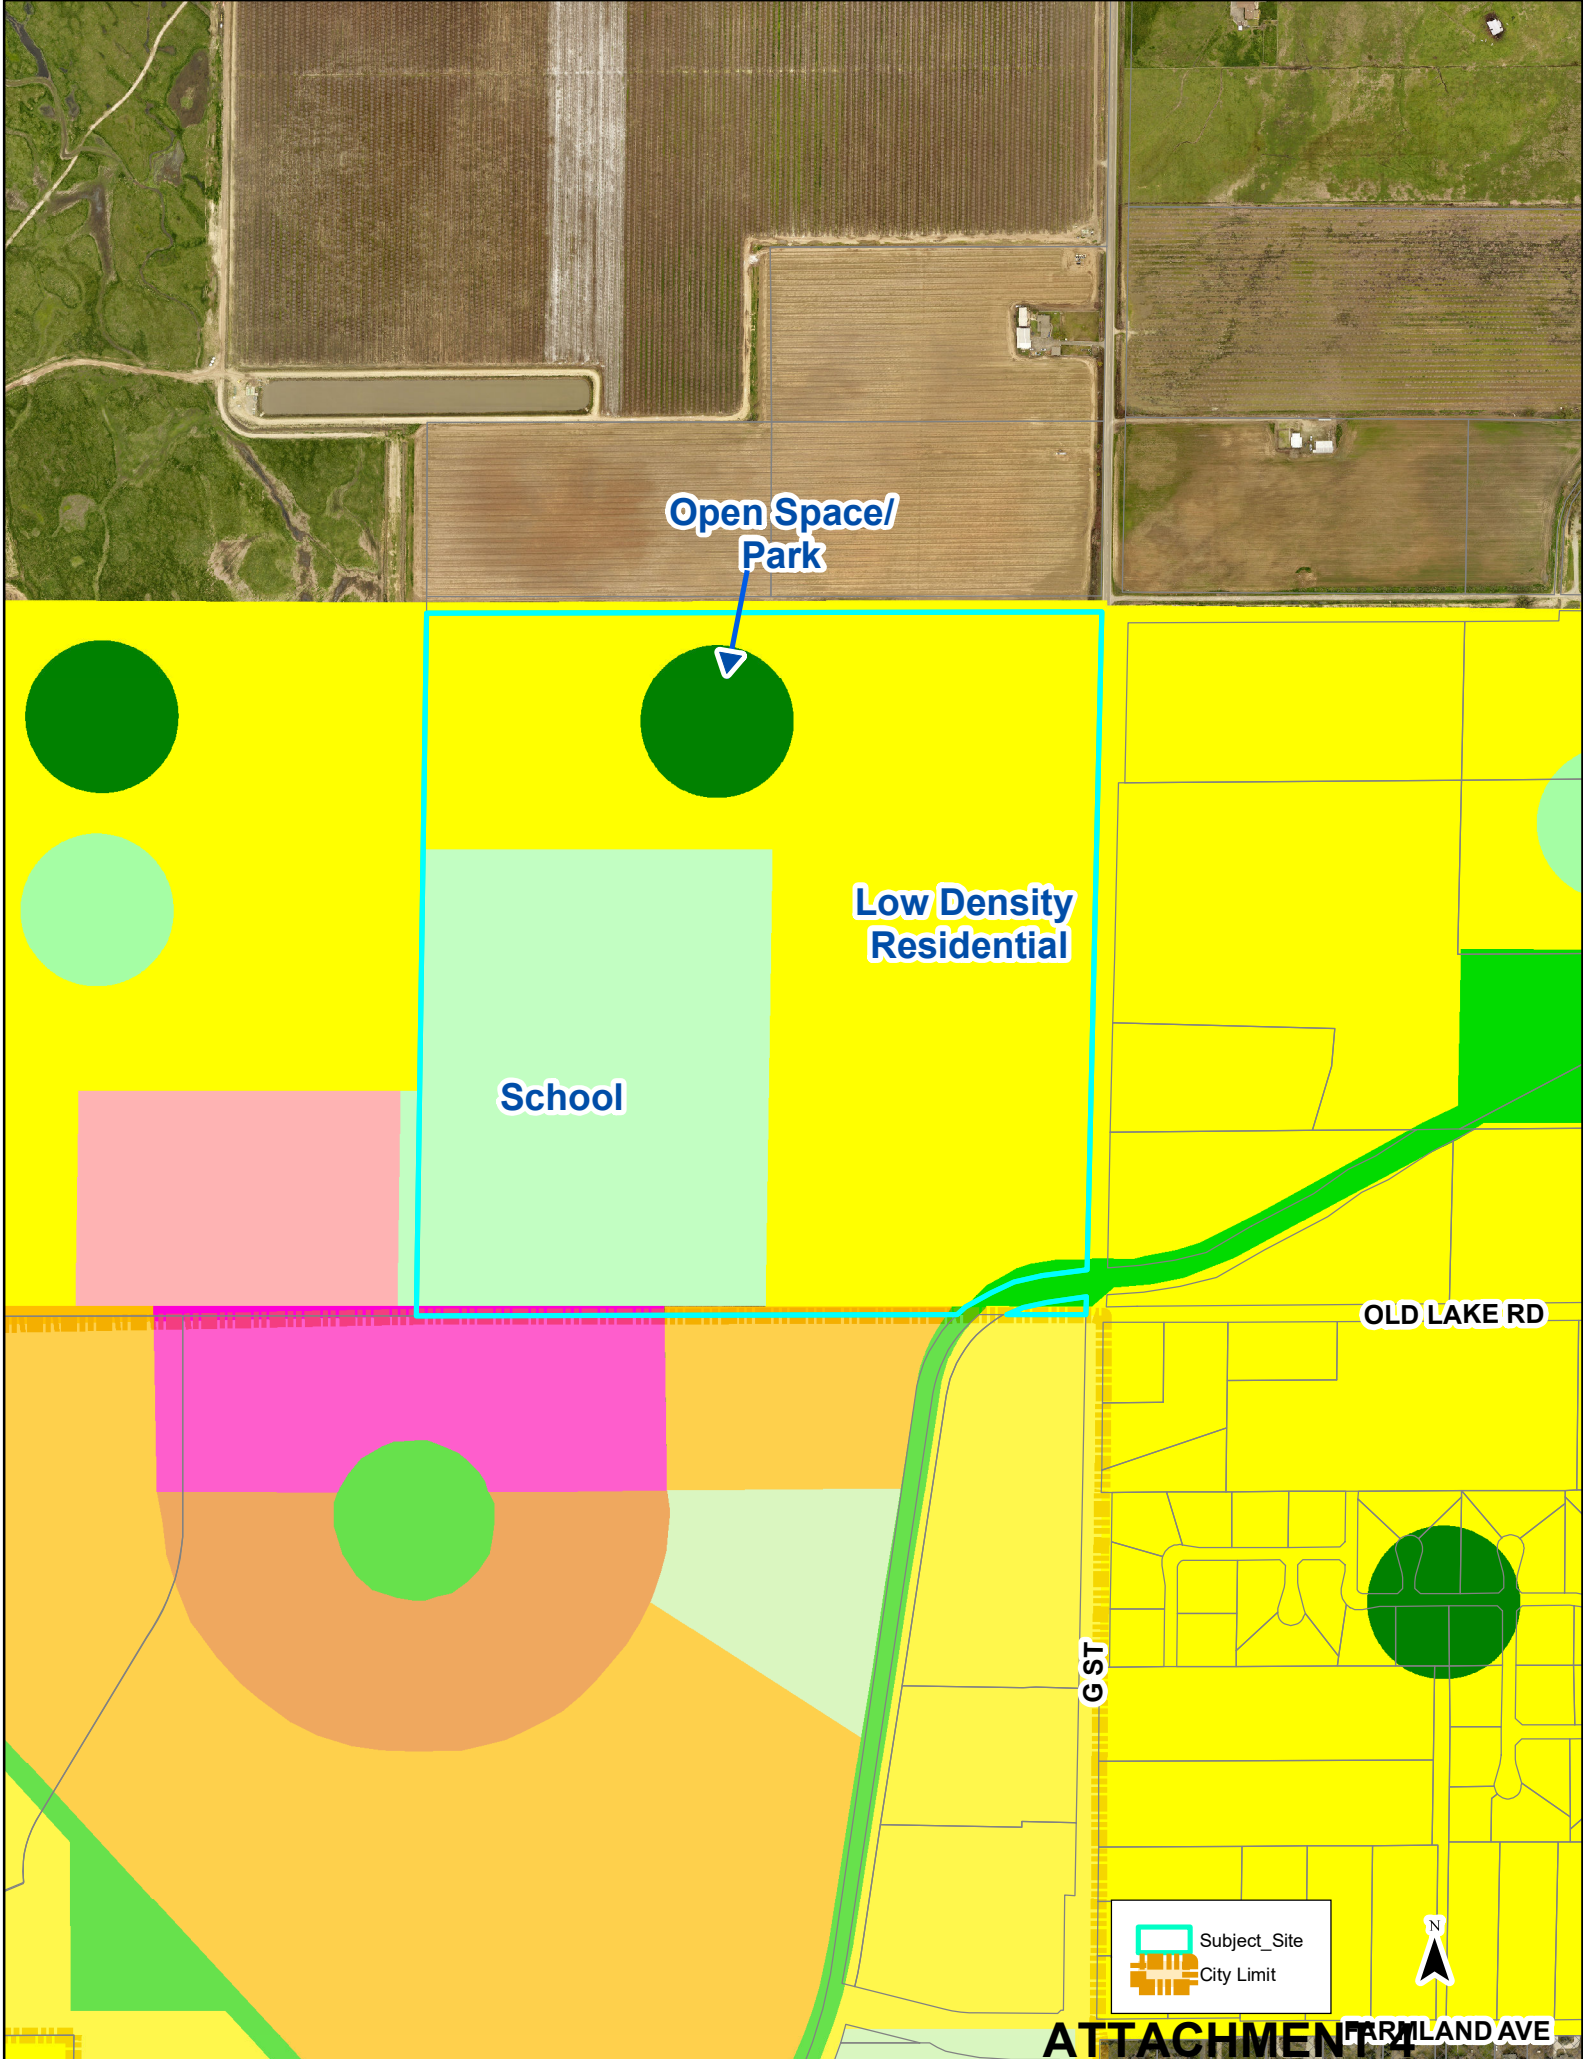 Open Space/
Park
Low Density
Residential
School
OLD LAKE RD
G ST
Subject_Site
City Limit
N
FARMLAND AVE
ATTACHMENT 4